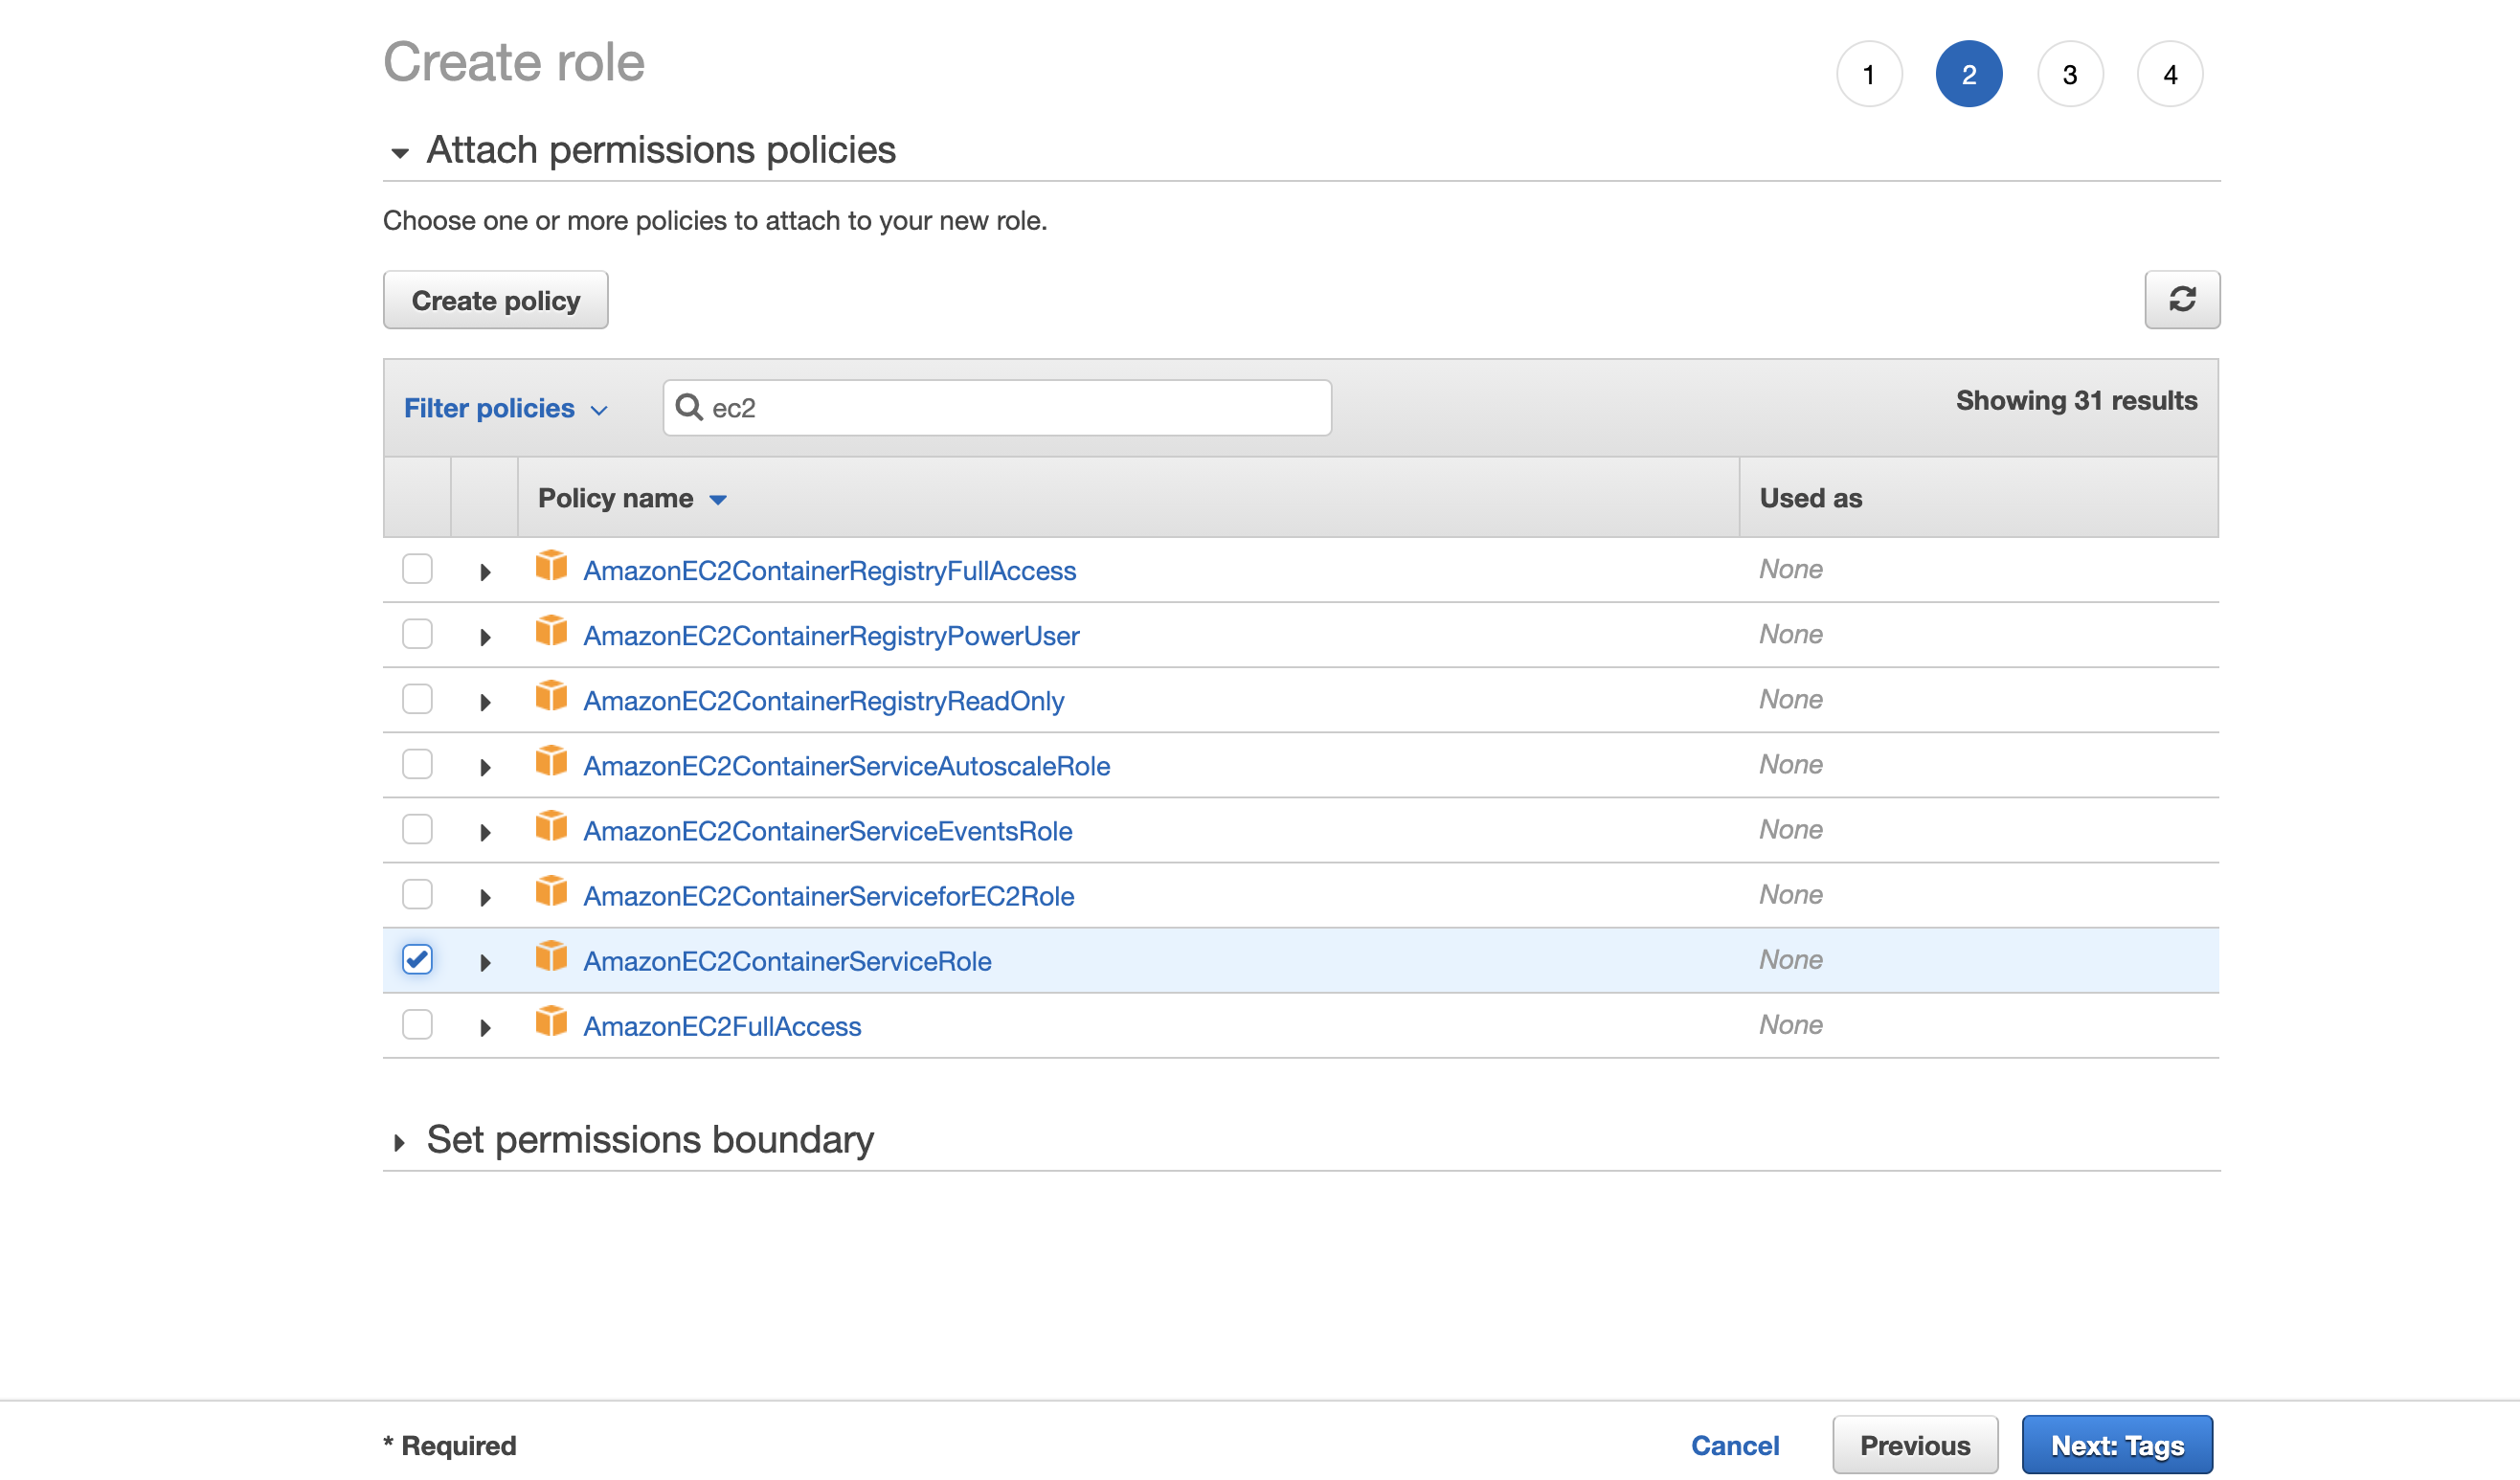 Create role
1 2 3 4
Attach permissions policies
Choose one or more policies to attach to your new role.
Create policy
Filter policies ec2 Showing 31 results
Policy name Used as
AmazonEC2ContainerRegistryFullAccess None
AmazonEC2ContainerRegistryPowerUser None
AmazonEC2ContainerRegistryReadOnly None
AmazonEC2ContainerServiceAutoscaleRole None
AmazonEC2ContainerServiceEventsRole None
AmazonEC2ContainerServiceforEC2Role None
AmazonEC2ContainerServiceRole None
AmazonEC2FullAccess None
Set permissions boundary
* Required Cancel Previous Next: Tags